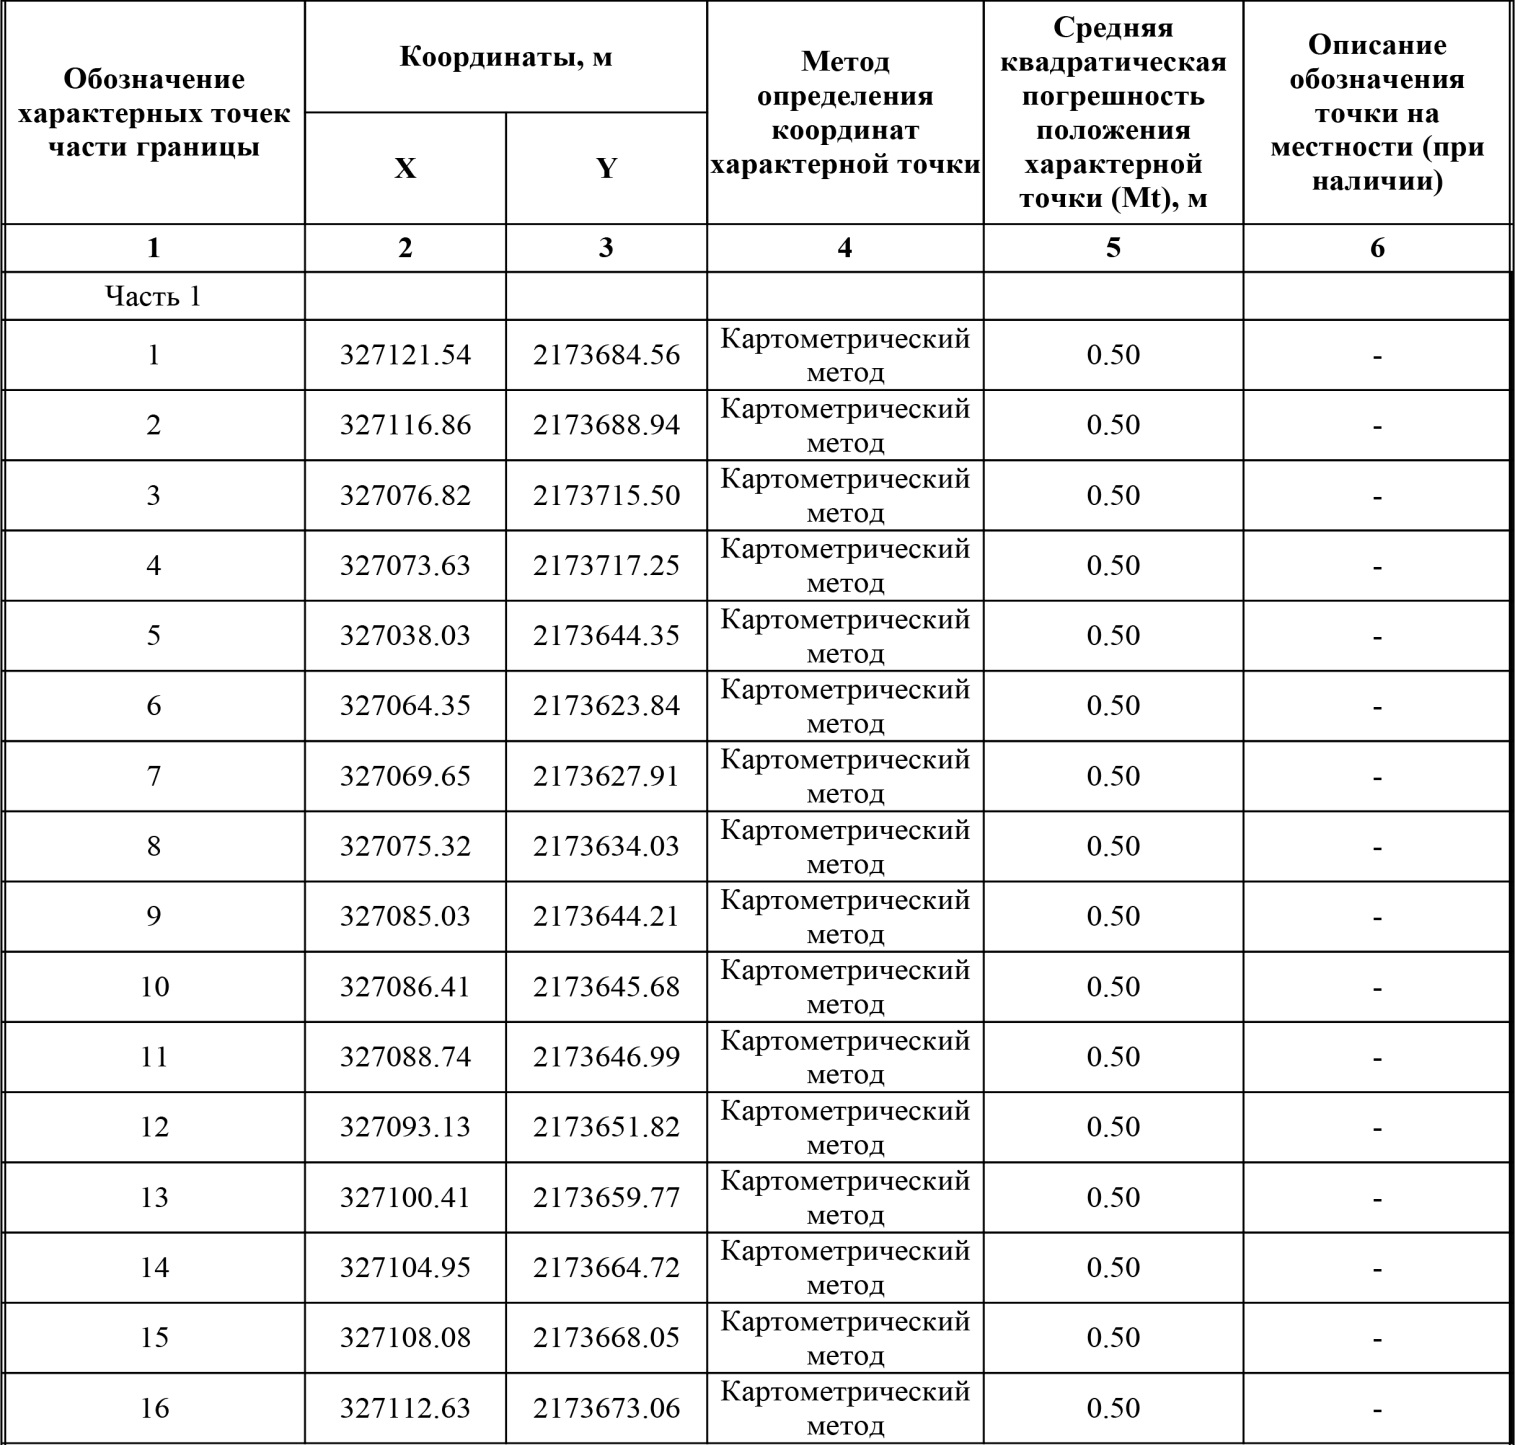 Обозначение
характерных точек
части границы
Координаты, м
X
Y
Метод
определения
координат
характерной точки
Средняя
квадратическая
погрешность
положения
характерной
точки (Mt), м
Описание
обозначения
точки на
местности (при
наличии)
1 2 3 4 5 6
Часть 1
1 327121.54 2173684.56 Картометрический
метод 0.50 -
2 327116.86 2173688.94 Картометрический
метод 0.50 -
3 327076.82 2173715.50 Картометрический
метод 0.50 -
4 327073.63 2173717.25 Картометрический
метод 0.50 -
5 327038.03 2173644.35 Картометрический
метод 0.50 -
6 327064.35 2173623.84 Картометрический
метод 0.50 -
7 327069.65 2173627.91 Картометрический
метод 0.50 -
8 327075.32 2173634.03 Картометрический
метод 0.50 -
9 327085.03 2173644.21 Картометрический
метод 0.50 -
10 327086.41 2173645.68 Картометрический
метод 0.50 -
11 327088.74 2173646.99 Картометрический
метод 0.50 -
12 327093.13 2173651.82 Картометрический
метод 0.50 -
13 327100.41 2173659.77 Картометрический
метод 0.50 -
14 327104.95 2173664.72 Картометрический
метод 0.50 -
15 327108.08 2173668.05 Картометрический
метод 0.50 -
16 327112.63 2173673.06 Картометрический
метод 0.50 -